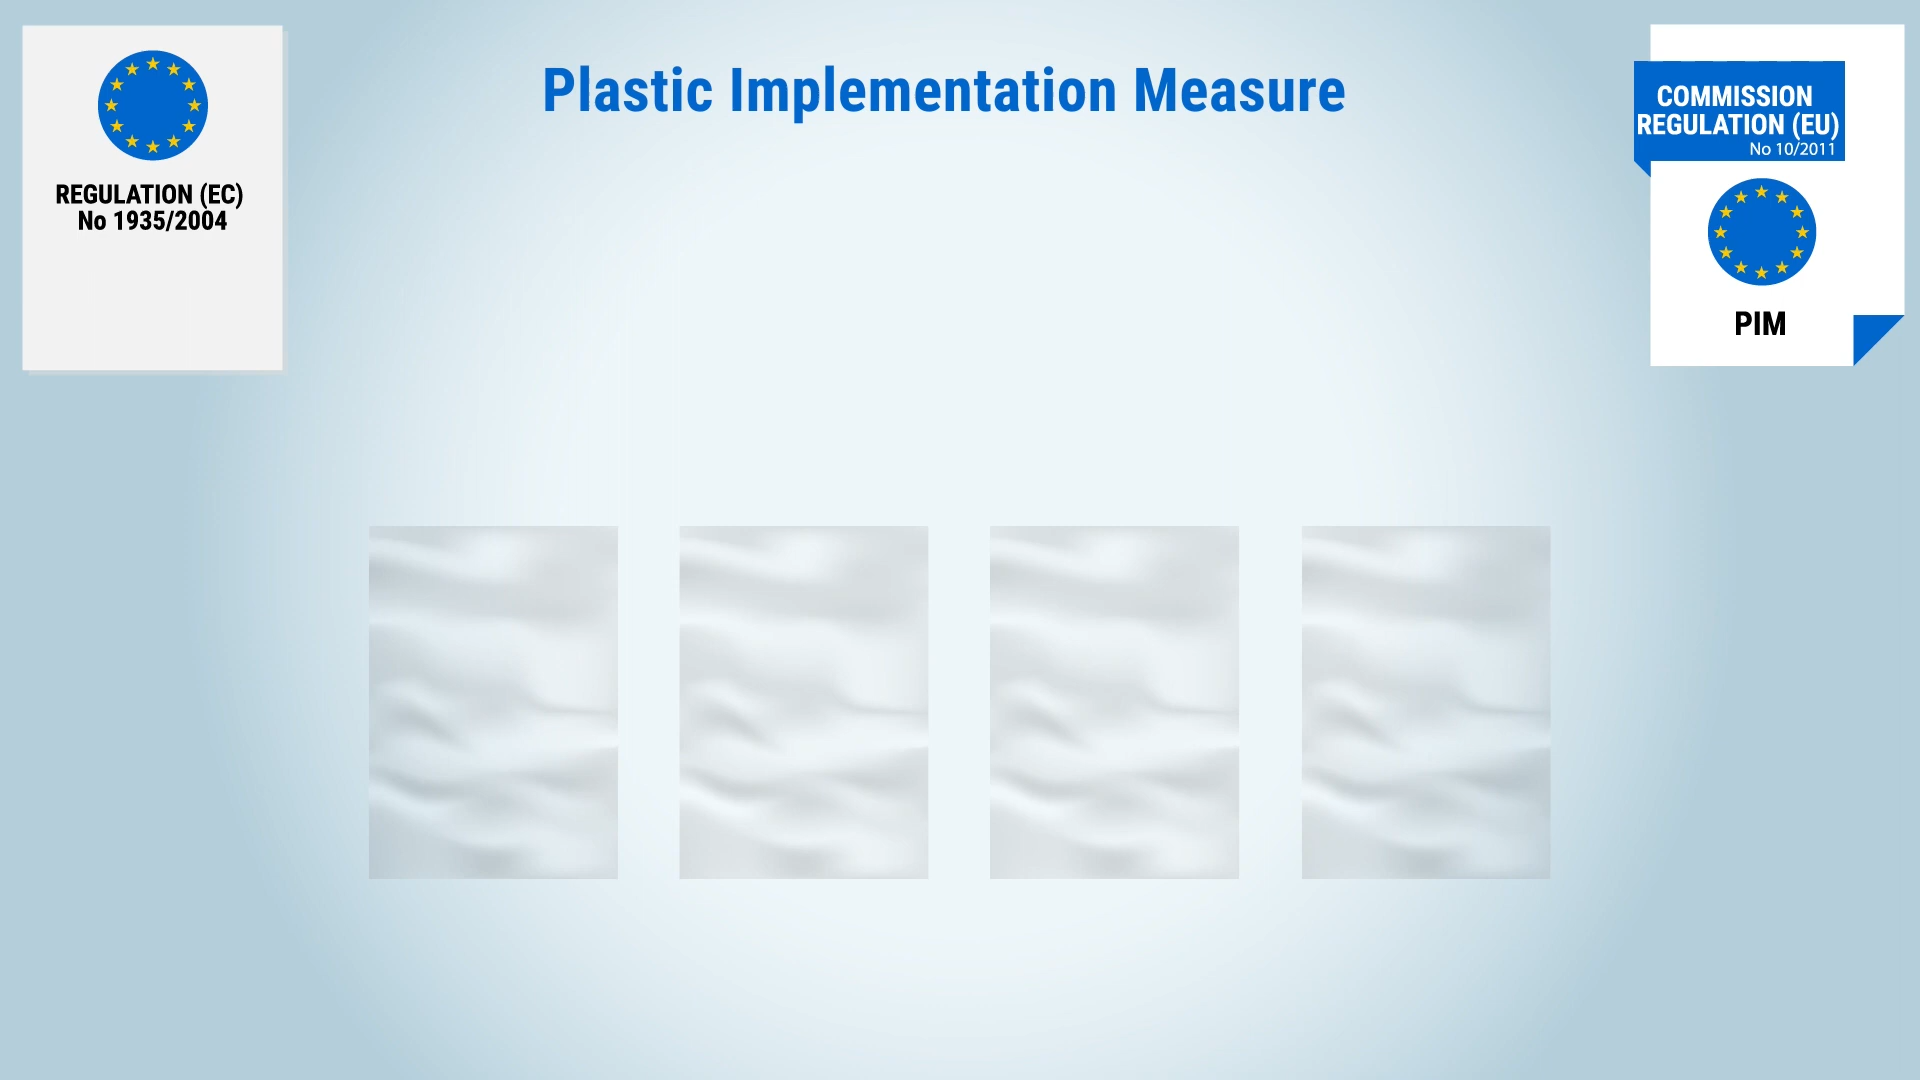 Plastic Implementation Measure
REGULATION (EC)
No 1935/2004
COMMISSION
REGULATION (EU)
No 10/2011
PIM